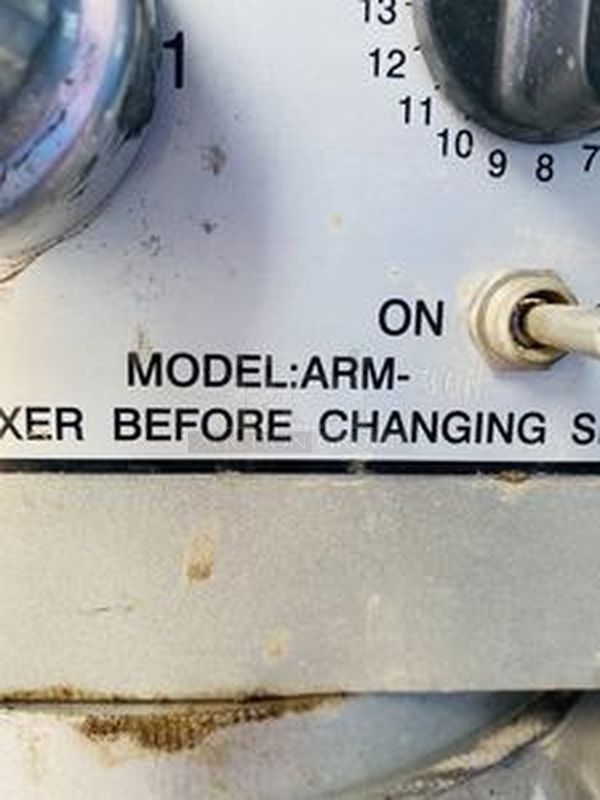 13
1
12
11
10
9 8 7
ON
MODEL:ARM-
XER BEFORE CHANGING S